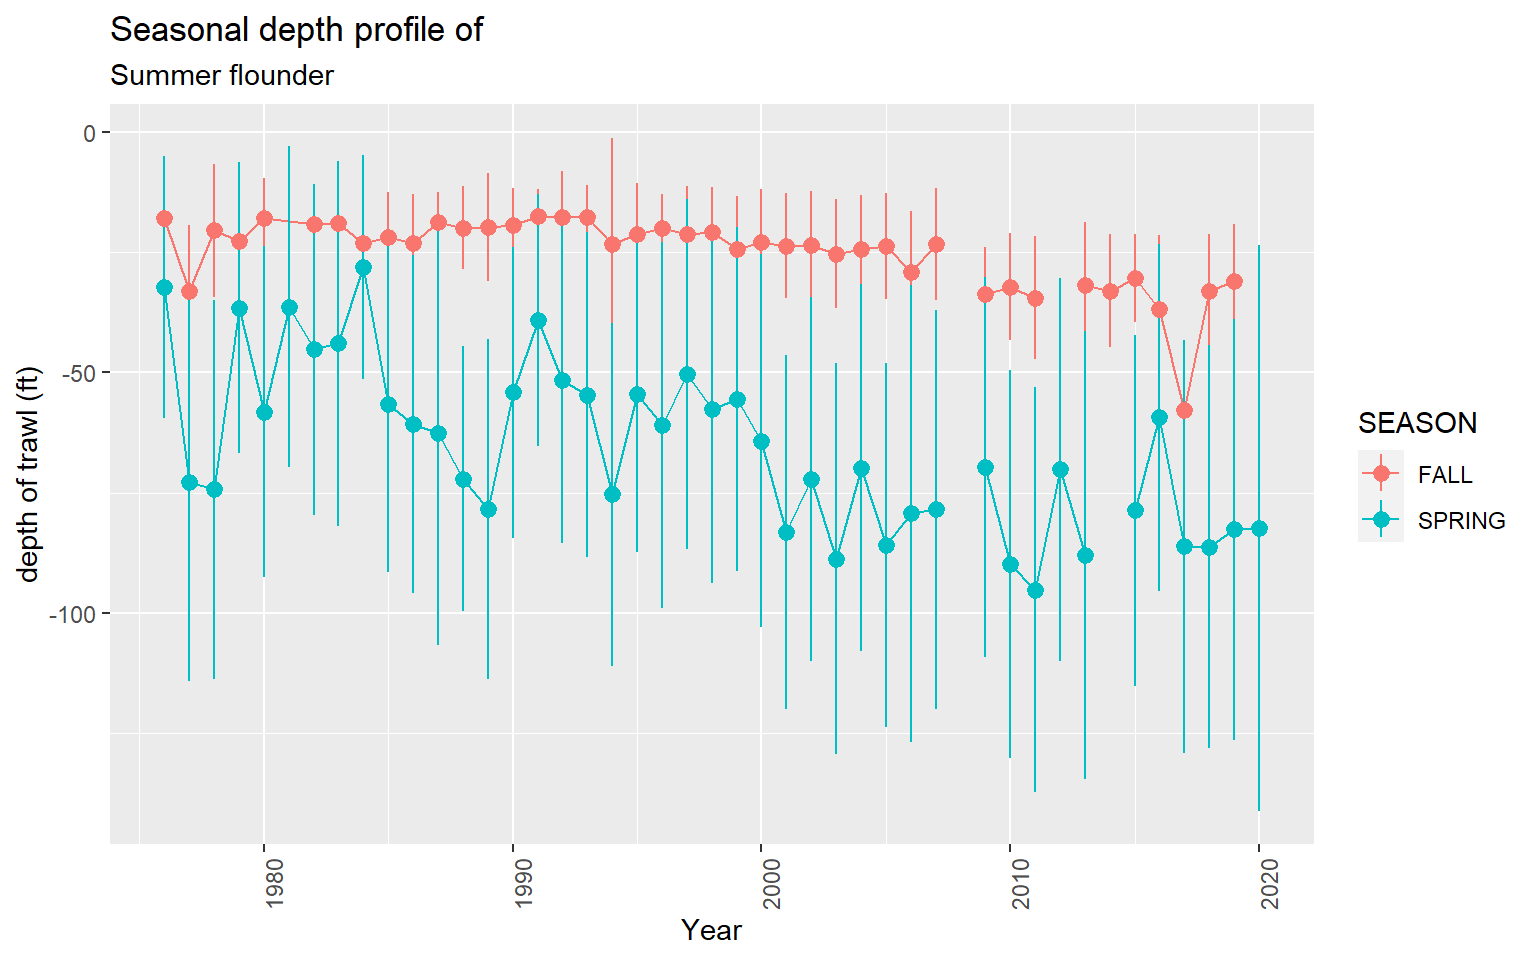 Seasonal depth profile of
Summer flounder
0
-50
-100
depth of trawl (ft)
1980
1990
2000
2010
2020
Year
SEASON
FALL
SPRING